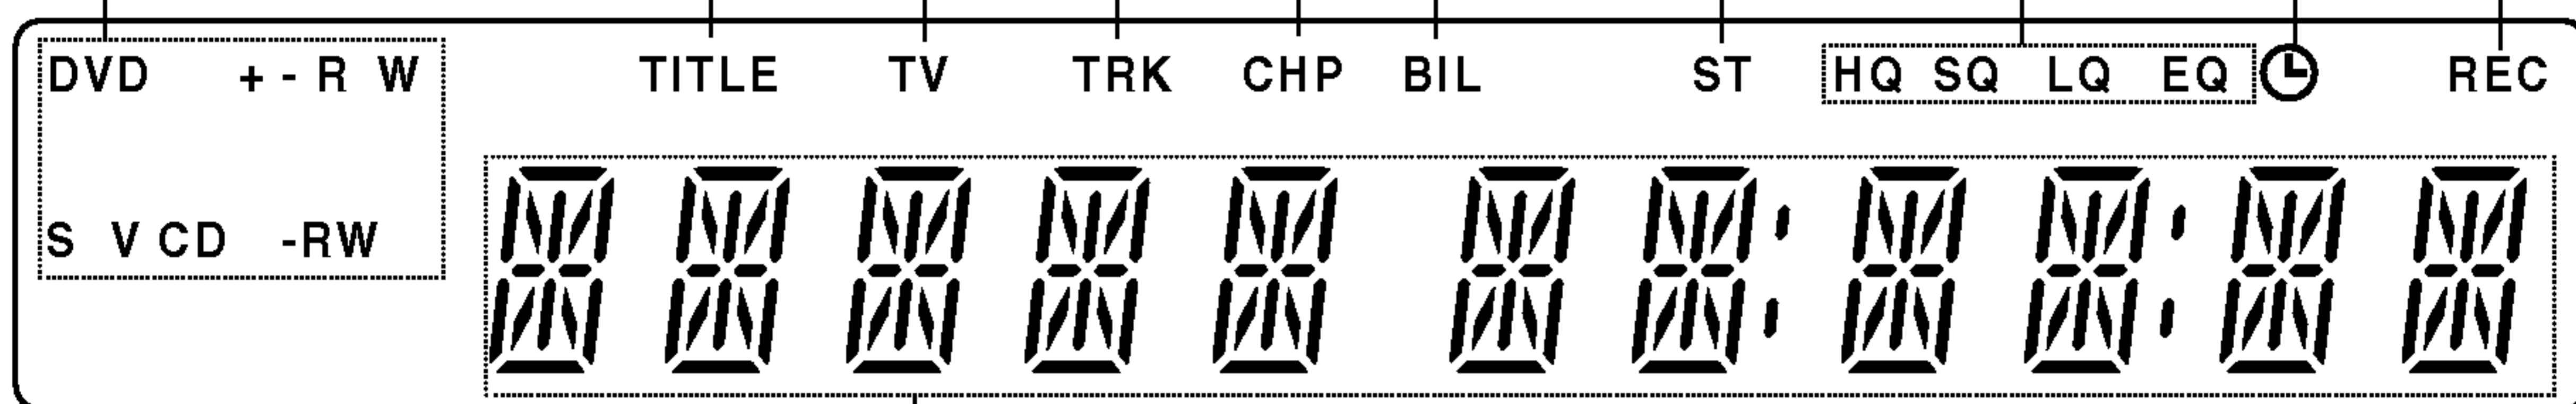 DVD + - R W TITLE TV TRK CHP BIL ST HQ SQ LQ EQ REC
S V CD -RW